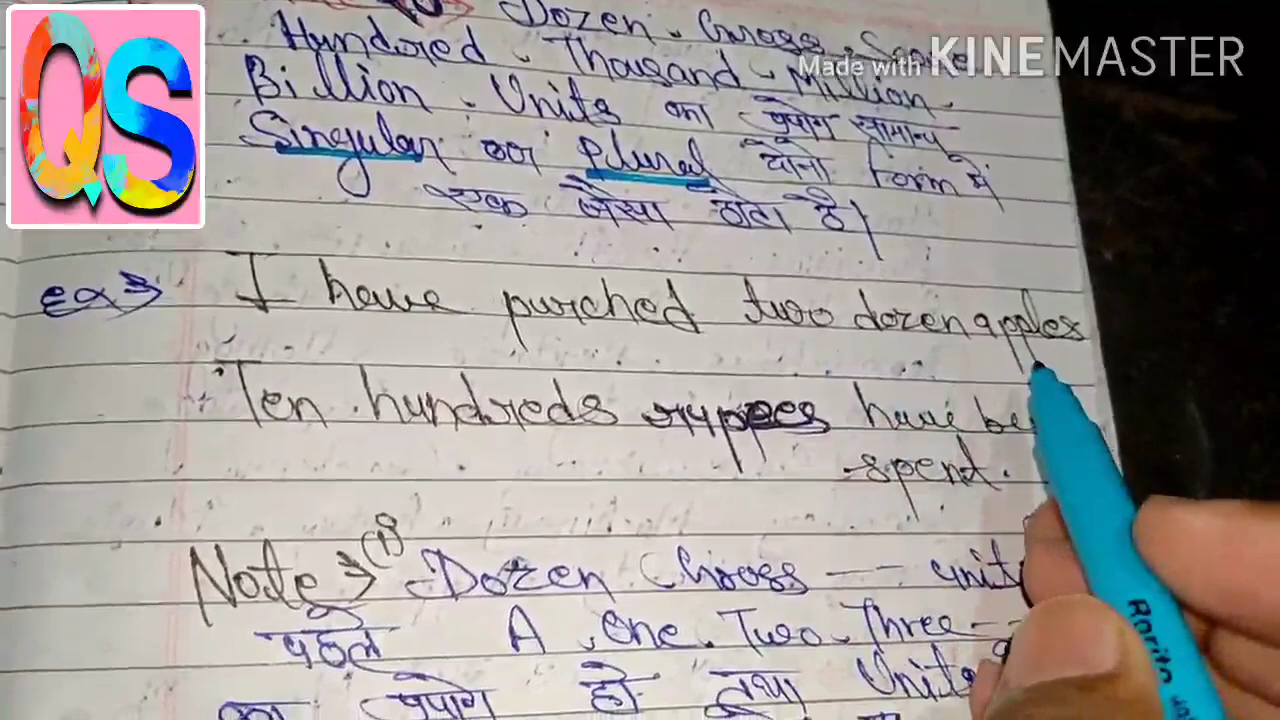 QS
Dozen. Gross. Score
Made with KINEMASTER
Hundred. Thousand. Million.
Billion. Units का प्रयोग सामान्य
Singular और Plural दोनो Form में
एक जैसा होता है।
Ex ⇒ I have purched two dozen apples
Ten hundreds rupees have be
spent.
Note ⇒ (1) Dozen Gross --- units
पहले A. One. Two. Three --
का प्रयोग हो तथा Units